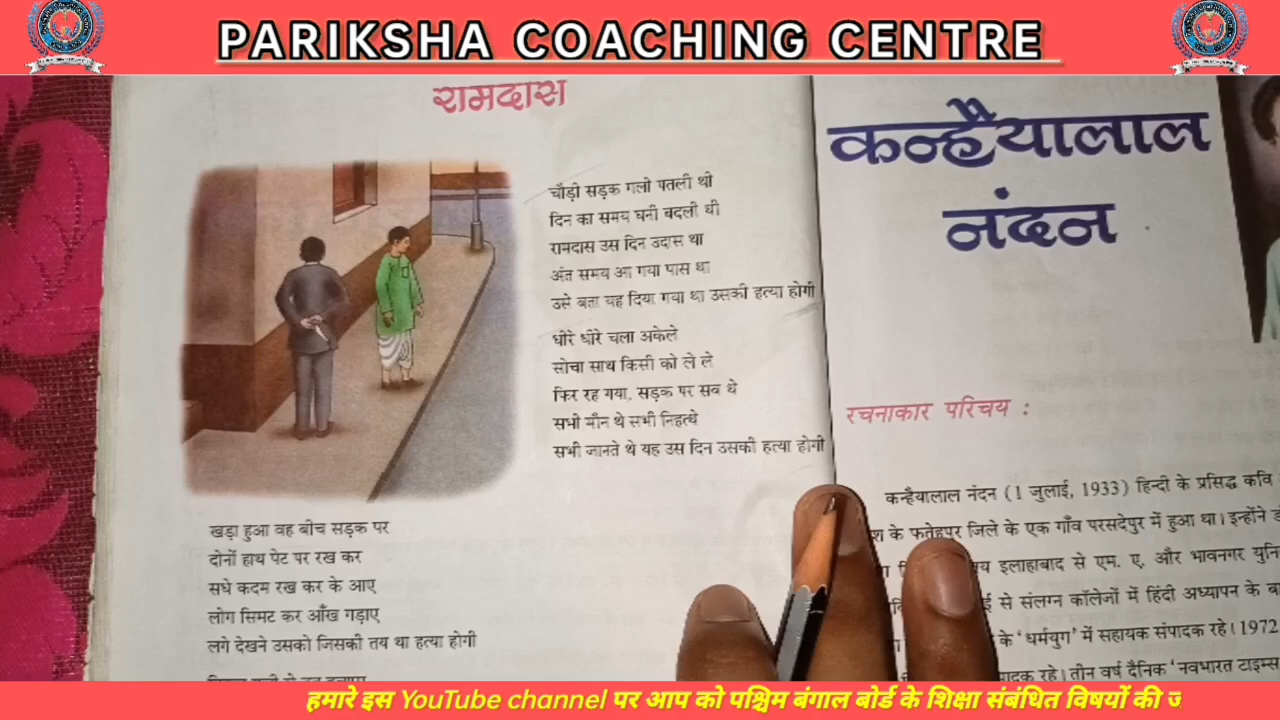 PARIKSHA COACHING CENTRE
रामदास
चौड़ी सड़क गली पतली थी
दिन का समय घनी बदली थी
रामदास उस दिन उदास था
अंत समय आ गया पास था
उसे बता यह दिया गया था उसकी हत्या होगी
धीरे धीरे चला अकेले
सोचा साथ किसी को ले ले
फिर रह गया, सड़क पर सब थे
सभी मौन थे सभी निहत्थे
सभी जानते थे यह उस दिन उसकी हत्या होगी
खड़ा हुआ वह बीच सड़क पर
दोनों हाथ पेट पर रख कर
सधे कदम रख कर के आए
लोग सिमट कर आँख गड़ाए
लगे देखने उसको जिसकी तय था हत्या होगी
कन्हैयालाल
नंदन
रचनाकार परिचय :
कन्हैयालाल नंदन (1 जुलाई, 1933) हिन्दी के प्रसिद्ध कवि
के फतेहपुर जिले के एक गाँव परसदेपुर में हुआ था। इन्होंने
इलाहाबाद से एम. ए. और भावनगर
से संलग्न कॉलेजों में हिंदी अध्यापन के
के 'धर्मयुग' में सहायक संपादक रहे। 1972
रहे। तीन वर्ष दैनिक 'नवभारत टाइम्स
हमारे इस YouTube channel पर आप को पश्चिम बंगाल बोर्ड के शिक्षा संबंधित विषयों की